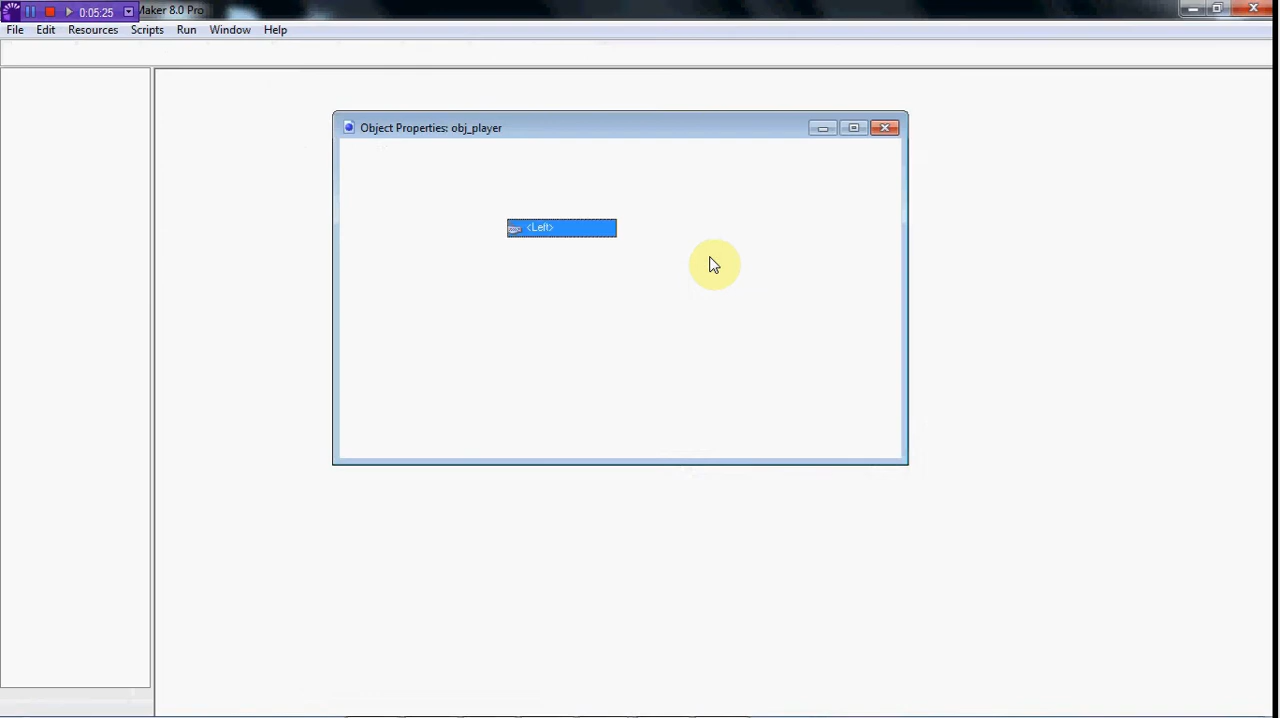 0:05:25
Maker 8.0 Pro
File Edit Resources Scripts Run Window Help
Object Properties: obj_player
<Left>